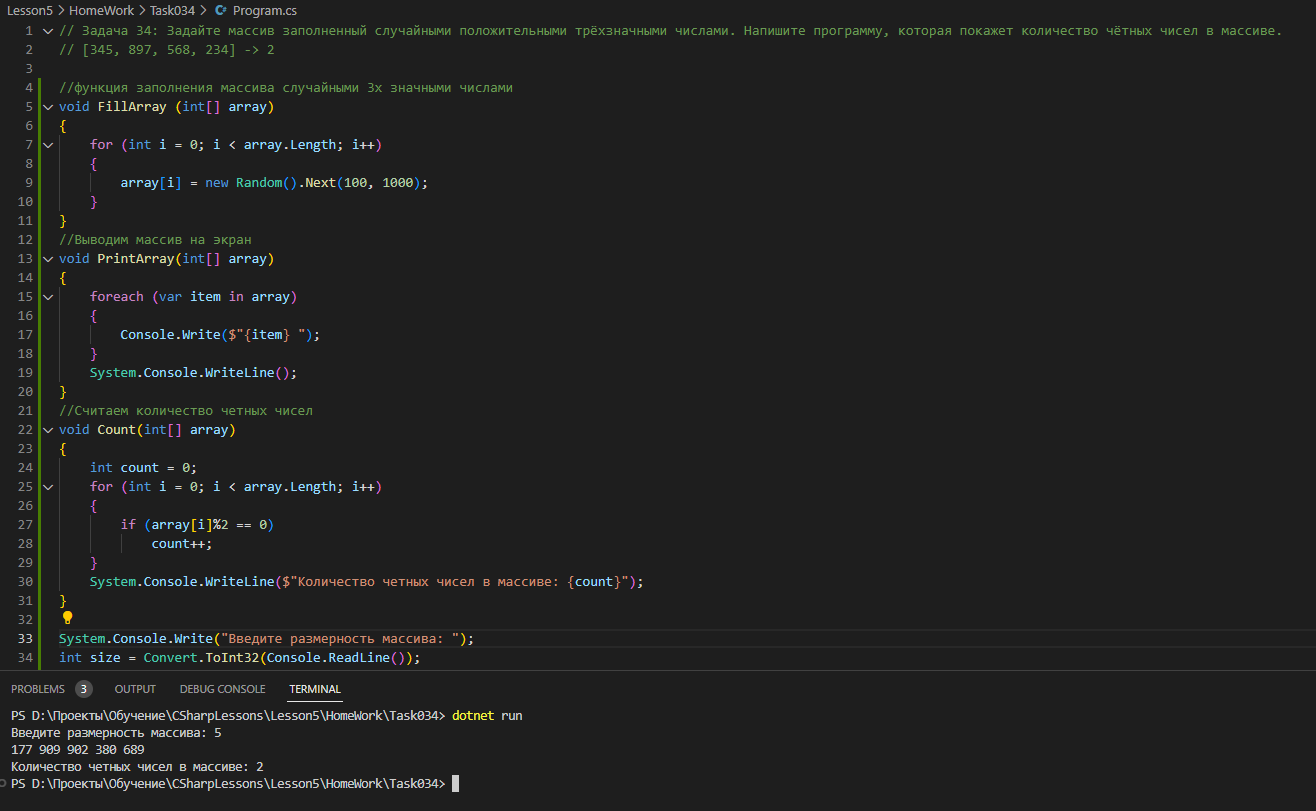 Lesson5 > HomeWork > Task034 > C# Program.cs
1 // Задача 34: Задайте массив заполненный случайными положительными трёхзначными числами. Напишите программу, которая покажет количество чётных чисел в массиве.
2 // [345, 897, 568, 234] -> 2
3
4 //функция заполнения массива случайными 3х значными числами
5 void FillArray (int[] array)
6 {
7     for (int i = 0; i < array.Length; i++)
8     {
9         array[i] = new Random().Next(100, 1000);
10     }
11 }
12 //Выводим массив на экран
13 void PrintArray(int[] array)
14 {
15     foreach (var item in array)
16     {
17         Console.Write($"{item} ");
18     }
19     System.Console.WriteLine();
20 }
21 //Считаем количество четных чисел
22 void Count(int[] array)
23 {
24     int count = 0;
25     for (int i = 0; i < array.Length; i++)
26     {
27         if (array[i]%2 == 0)
28             count++;
29     }
30     System.Console.WriteLine($"Количество четных чисел в массиве: {count}");
31 }
32
33 System.Console.Write("Введите размерность массива: ");
34 int size = Convert.ToInt32(Console.ReadLine());
PROBLEMS 3 OUTPUT DEBUG CONSOLE TERMINAL
PS D:\Проекты\Обучение\CSharpLessons\Lesson5\HomeWork\Task034> dotnet run
Введите размерность массива: 5
177 909 902 380 689
Количество четных чисел в массиве: 2
PS D:\Проекты\Обучение\CSharpLessons\Lesson5\HomeWork\Task034>